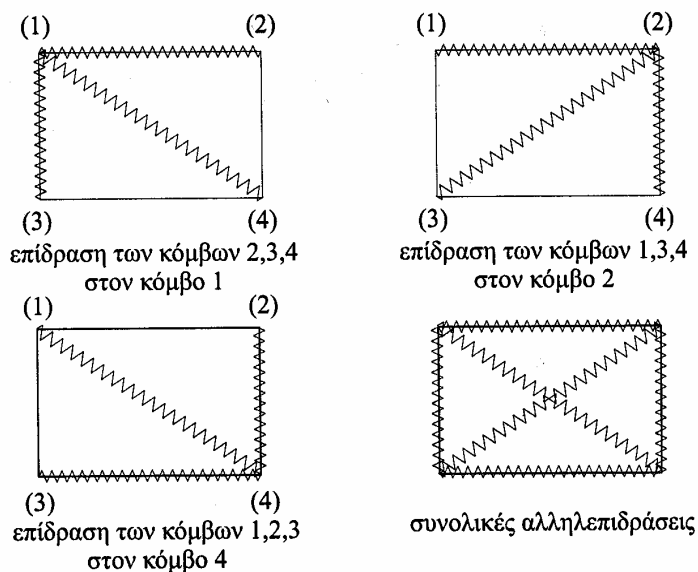 (1) (2)
(3) (4)
επίδραση των κόμβων 2,3,4
στον κόμβο 1
(1) (2)
(3) (4)
επίδραση των κόμβων 1,3,4
στον κόμβο 2
(1) (2)
(3) (4)
επίδραση των κόμβων 1,2,3
στον κόμβο 4
συνολικές αλληλεπιδράσεις